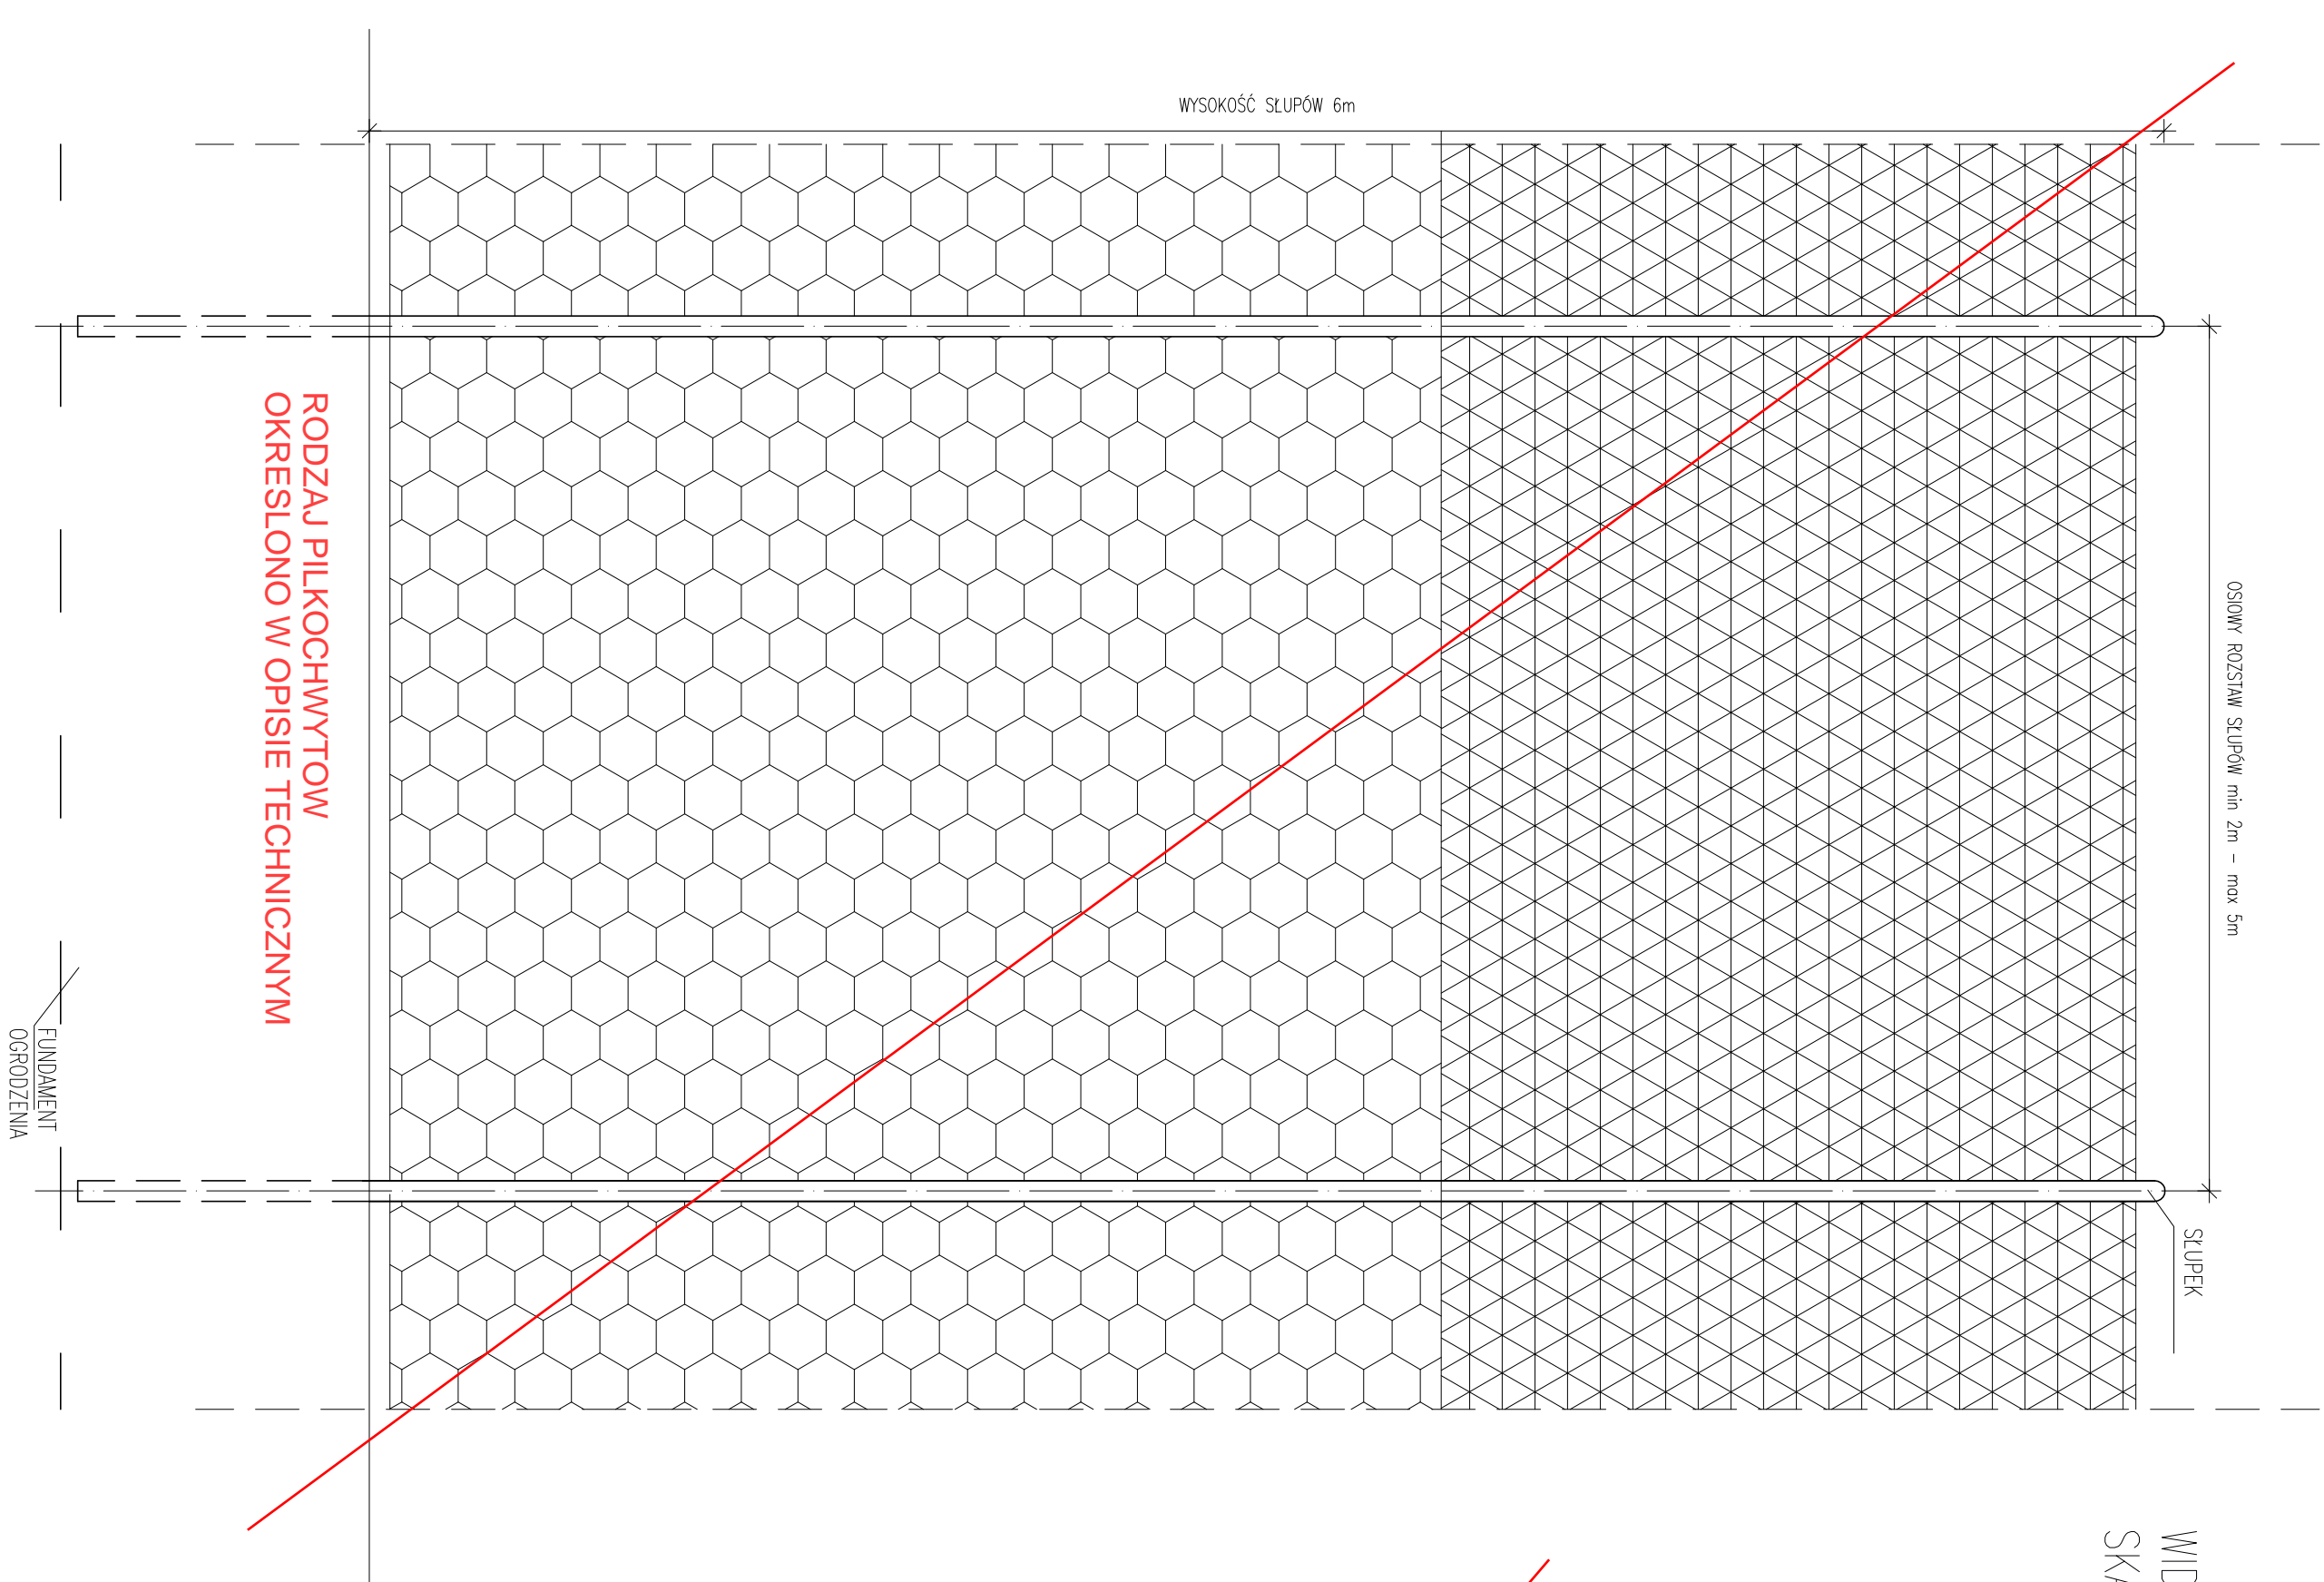 WYSOKOŚĆ SŁUPÓW 6m
OSIOWY ROZSTAW SŁUPÓW min 2m - max 5m
SŁUPEK
RODZAJ PILKOCHWYTOW
OKRESLONO W OPISIE TECHNICZNYM
FUNDAMENT
OGRODZENIA